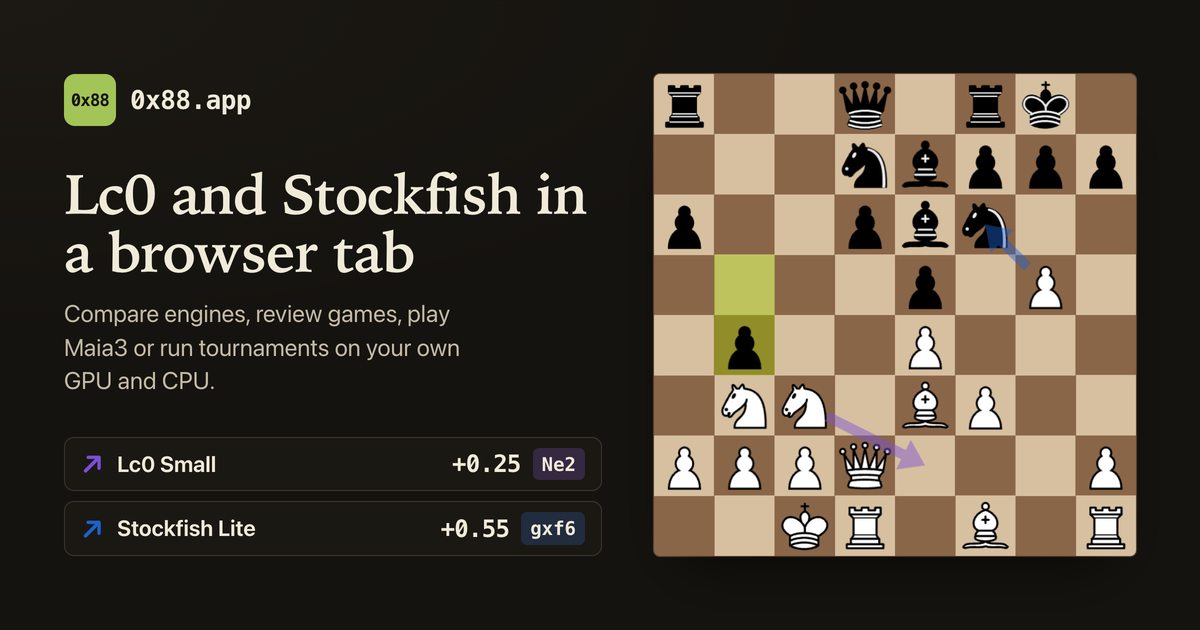 0x88
0x88.app
Lc0 and Stockfish in
a browser tab
Compare engines, review games, play
Maia3 or run tournaments on your own
GPU and CPU.
Lc0 Small +0.25 Ne2
Stockfish Lite +0.55 gxf6